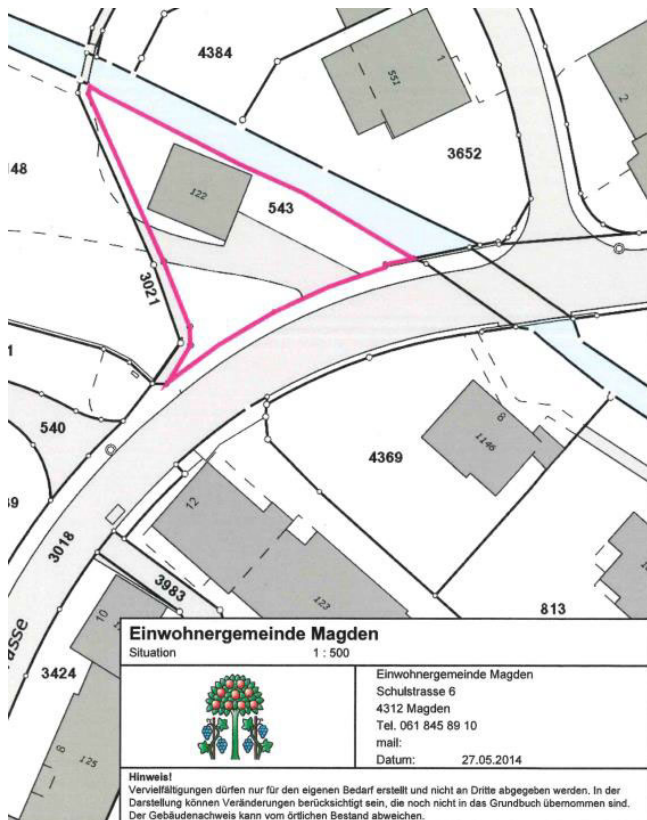 4384
551
1
2
3652
148
122
543
3021
1
540
39
3018
12
4369
8
1146
3983
123
813
10
3424
8
125
Einwohnergemeinde Magden
Situation 1 : 500
Einwohnergemeinde Magden
Schulstrasse 6
4312 Magden
Tel. 061 845 89 10
mail:
Datum: 27.05.2014
Hinweis!
Vervielfältigungen dürfen nur für den eigenen Bedarf erstellt und nicht an Dritte abgegeben werden. In der
Darstellung können Veränderungen berücksichtigt sein, die noch nicht in das Grundbuch übernommen sind.
Der Gebäudenachweis kann vom örtlichen Bestand abweichen.